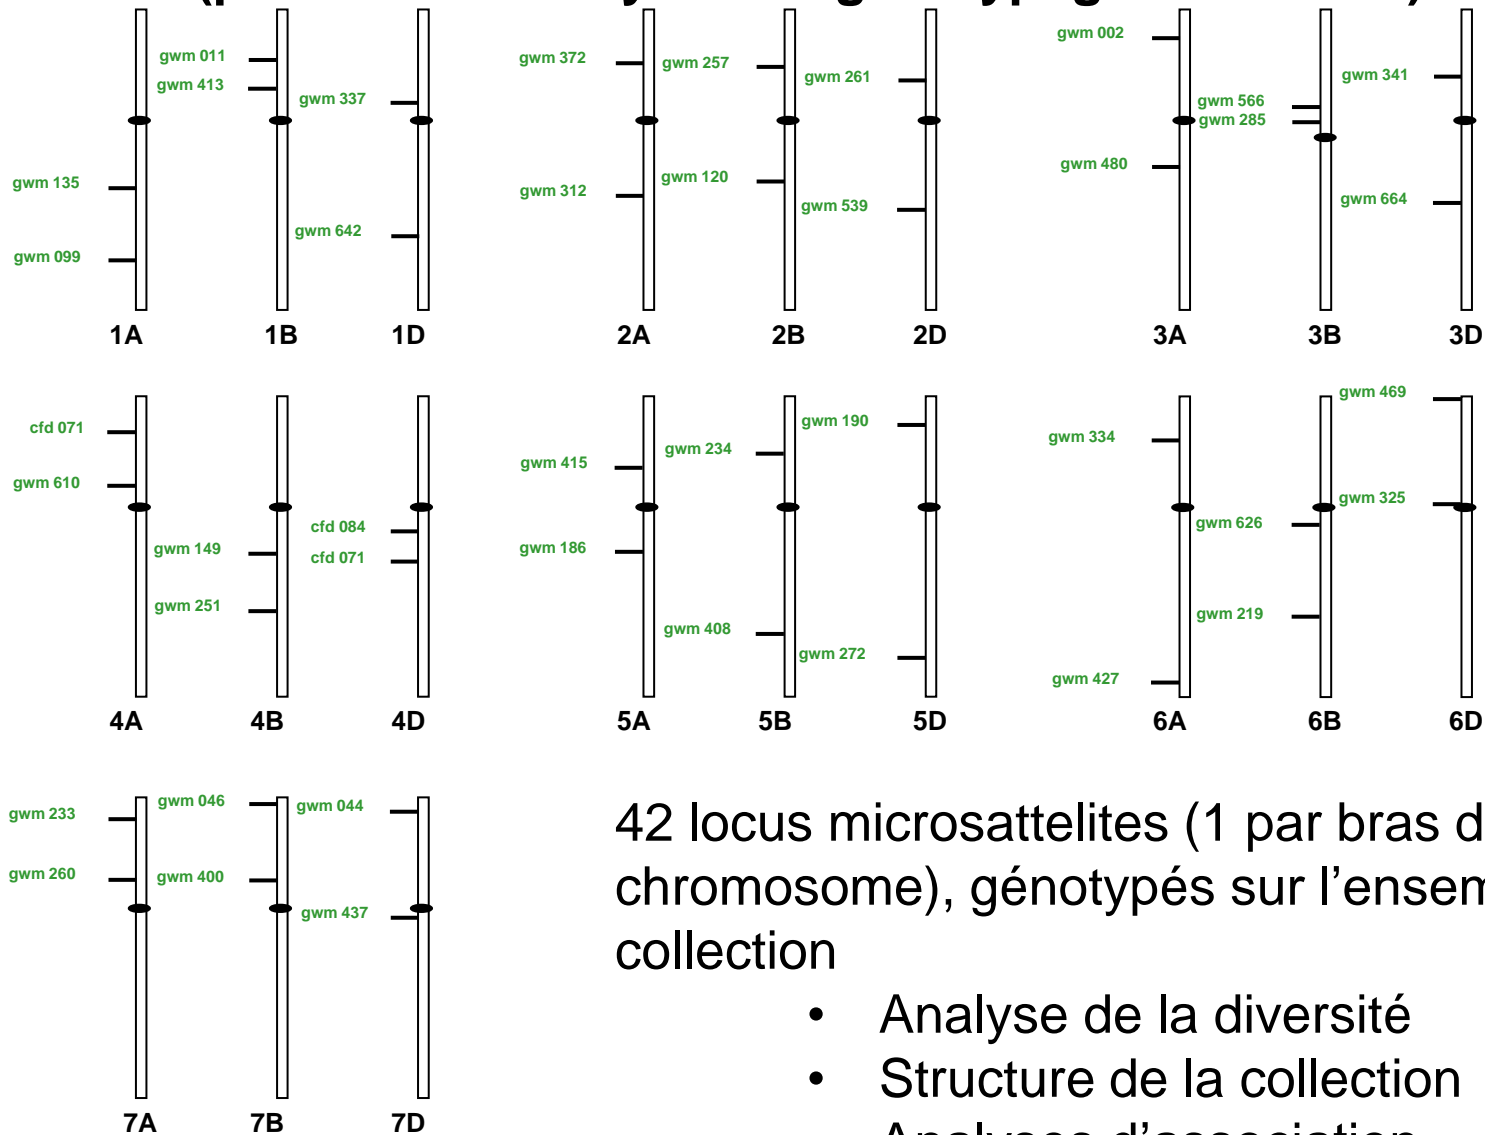 gwm 011
gwm 413
gwm 337
gwm 135
gwm 642
gwm 099
1A 1B 1D
gwm 372
gwm 257
gwm 261
gwm 312
gwm 120
gwm 539
2A 2B 2D
gwm 002
gwm 341
gwm 566
gwm 285
gwm 480
gwm 664
3A 3B 3D
cfd 071
gwm 610
gwm 149
cfd 084
cfd 071
gwm 251
4A 4B 4D
gwm 415
gwm 234
gwm 190
gwm 186
gwm 408
gwm 272
5A 5B 5D
gwm 469
gwm 334
gwm 325
gwm 626
gwm 219
gwm 427
6A 6B 6D
gwm 233
gwm 046
gwm 044
gwm 260
gwm 400
gwm 437
7A 7B 7D
42 locus microsattelites (1 par bras d
chromosome), génotypés sur l’ensem
collection
• Analyse de la diversité
• Structure de la collection
Analyses d’association